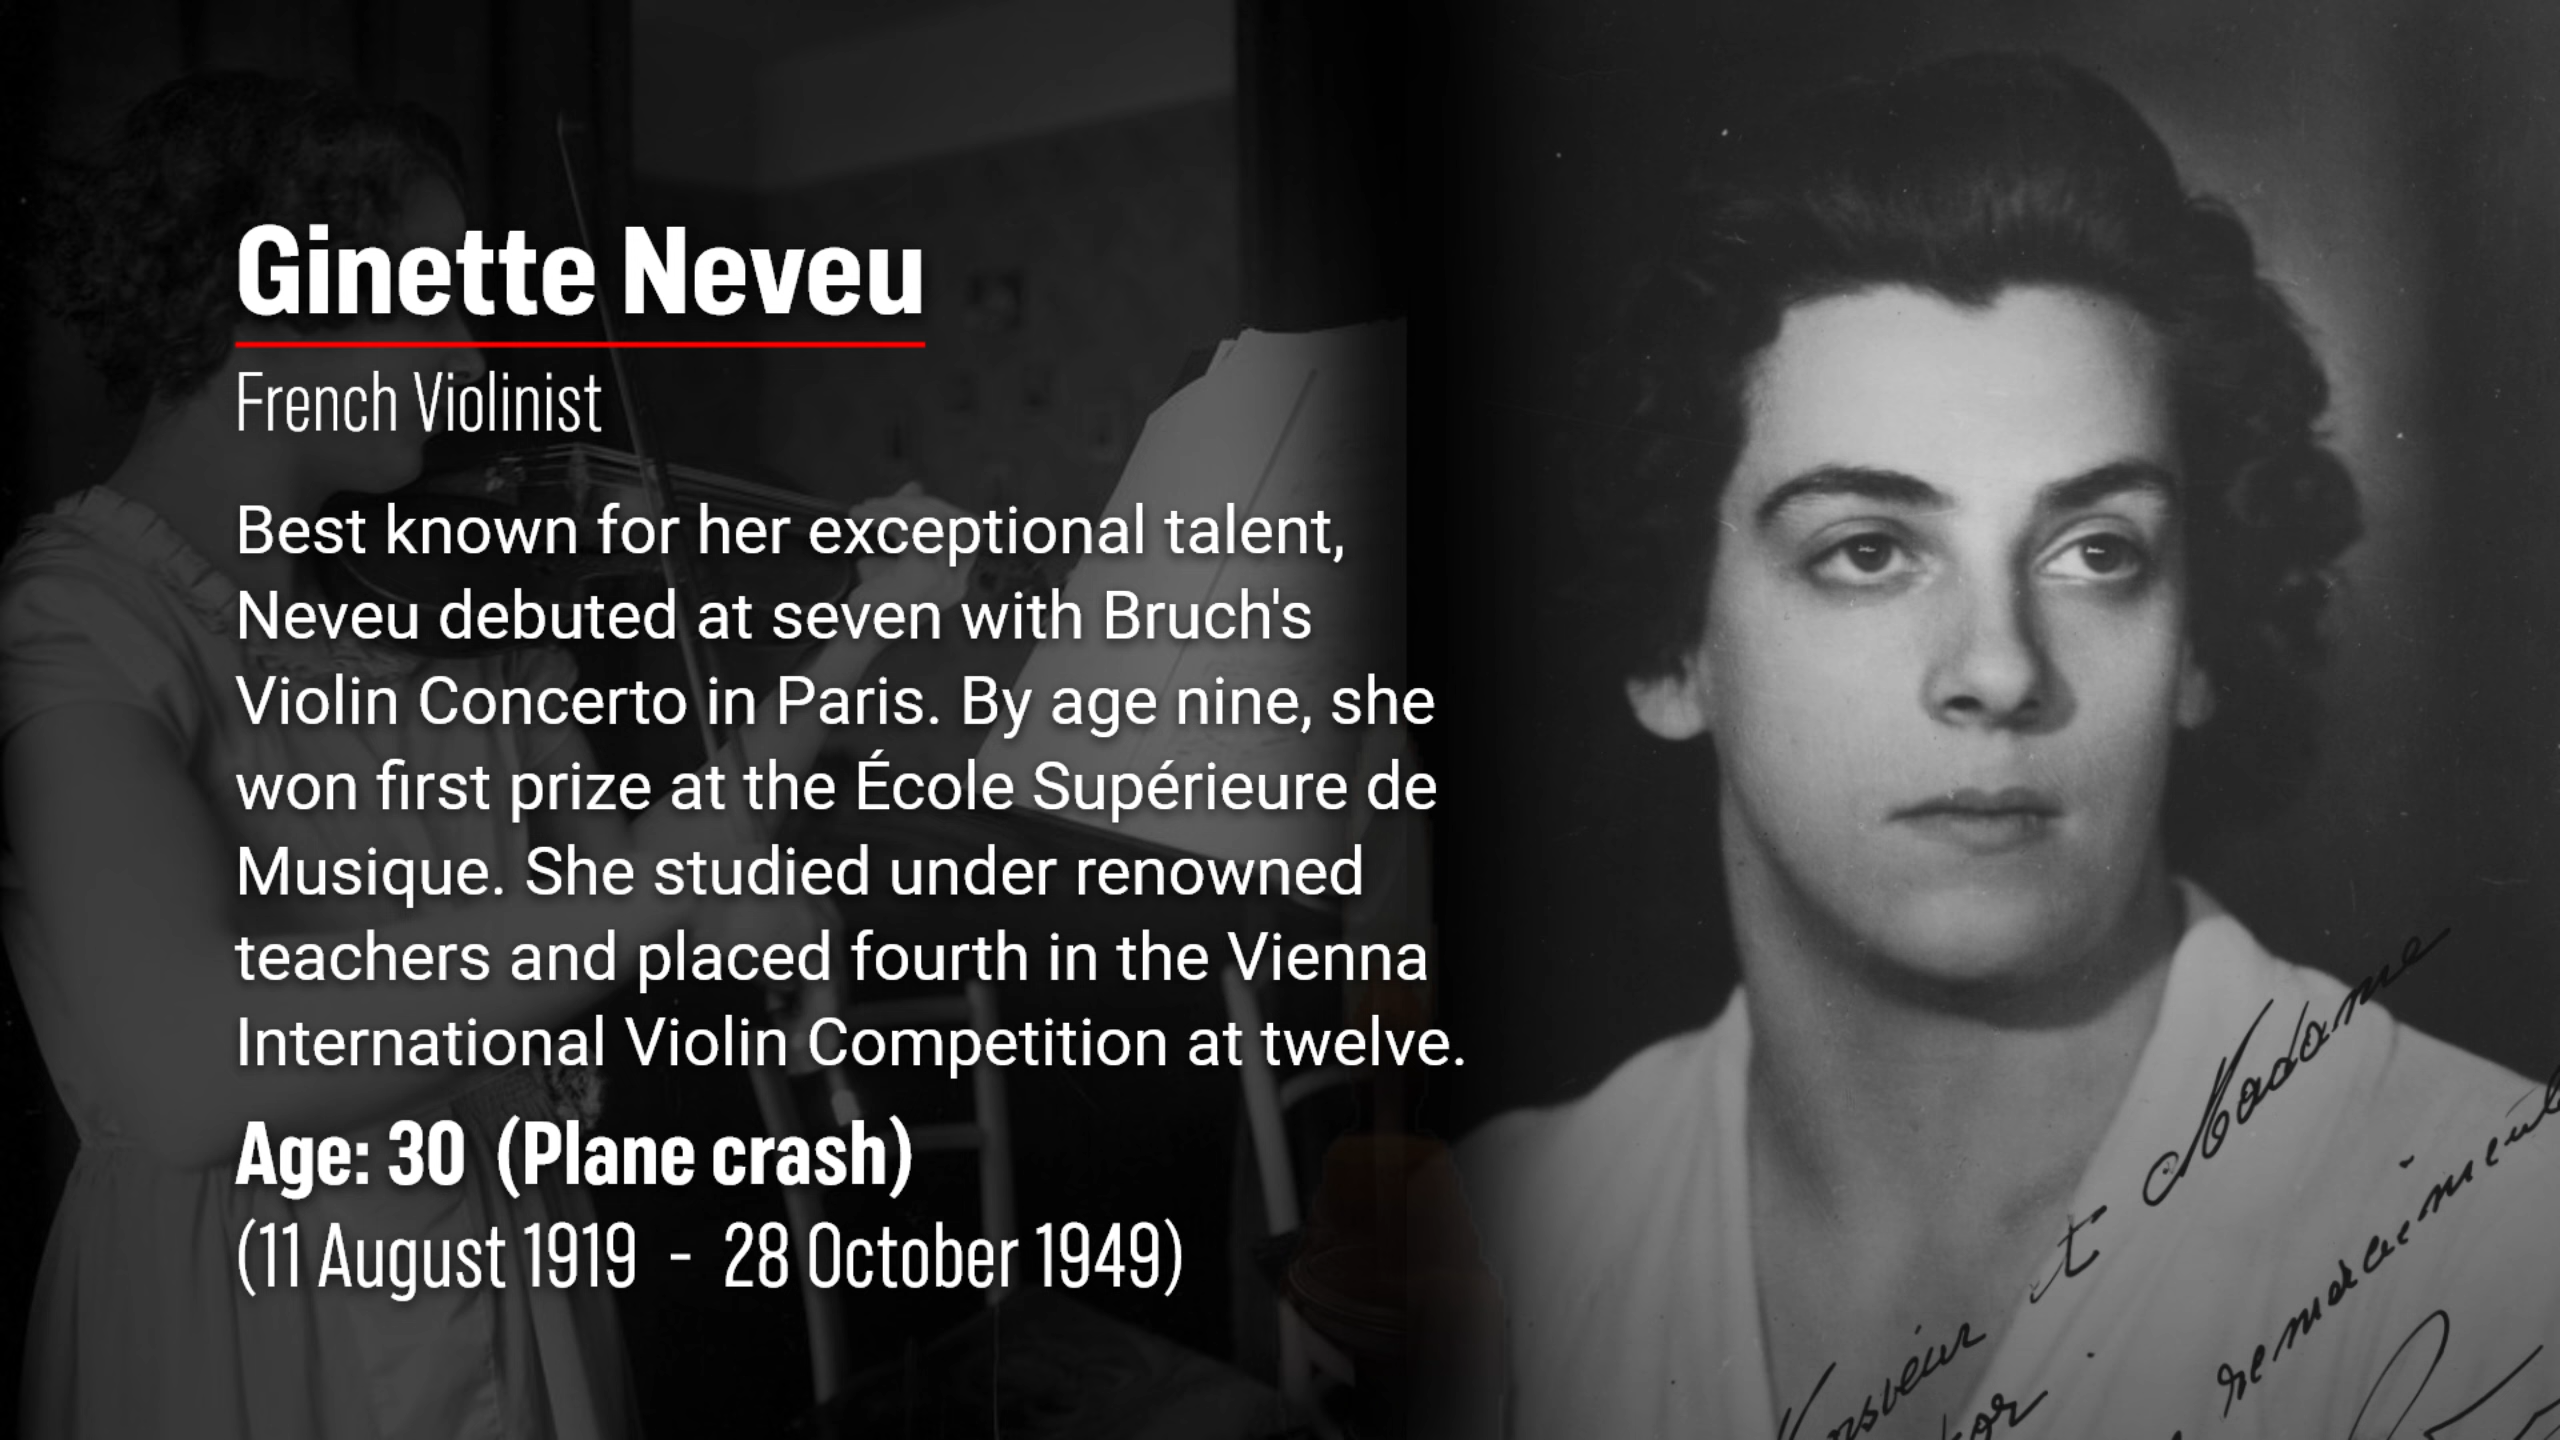 Ginette Neveu
French Violinist
Best known for her exceptional talent,
Neveu debuted at seven with Bruch's
Violin Concerto in Paris. By age nine, she
won first prize at the École Supérieure de
Musique. She studied under renowned
teachers and placed fourth in the Vienna
International Violin Competition at twelve.
Age: 30 (Plane crash)
(11 August 1919 - 28 October 1949)
t Madame